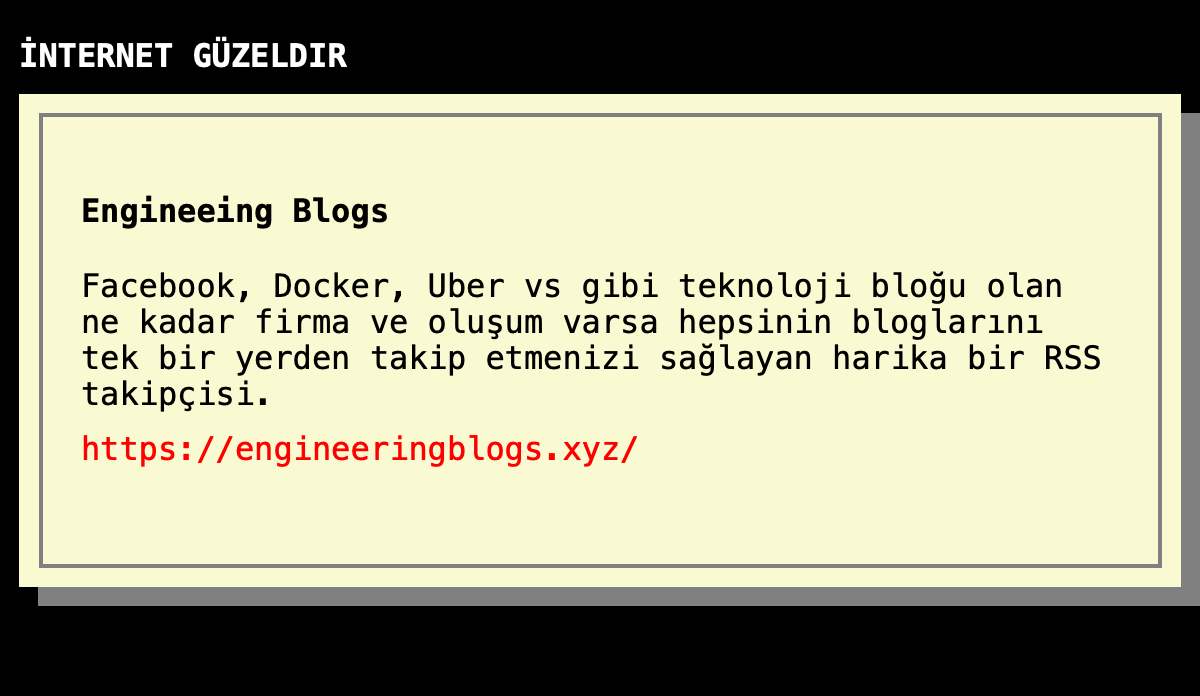 İNTERNET GÜZELDIR
Engineeing Blogs
Facebook, Docker, Uber vs gibi teknoloji bloğu olan
ne kadar firma ve oluşum varsa hepsinin bloglarını
tek bir yerden takip etmenizi sağlayan harika bir RSS
takipçisi.
https://engineeringblogs.xyz/